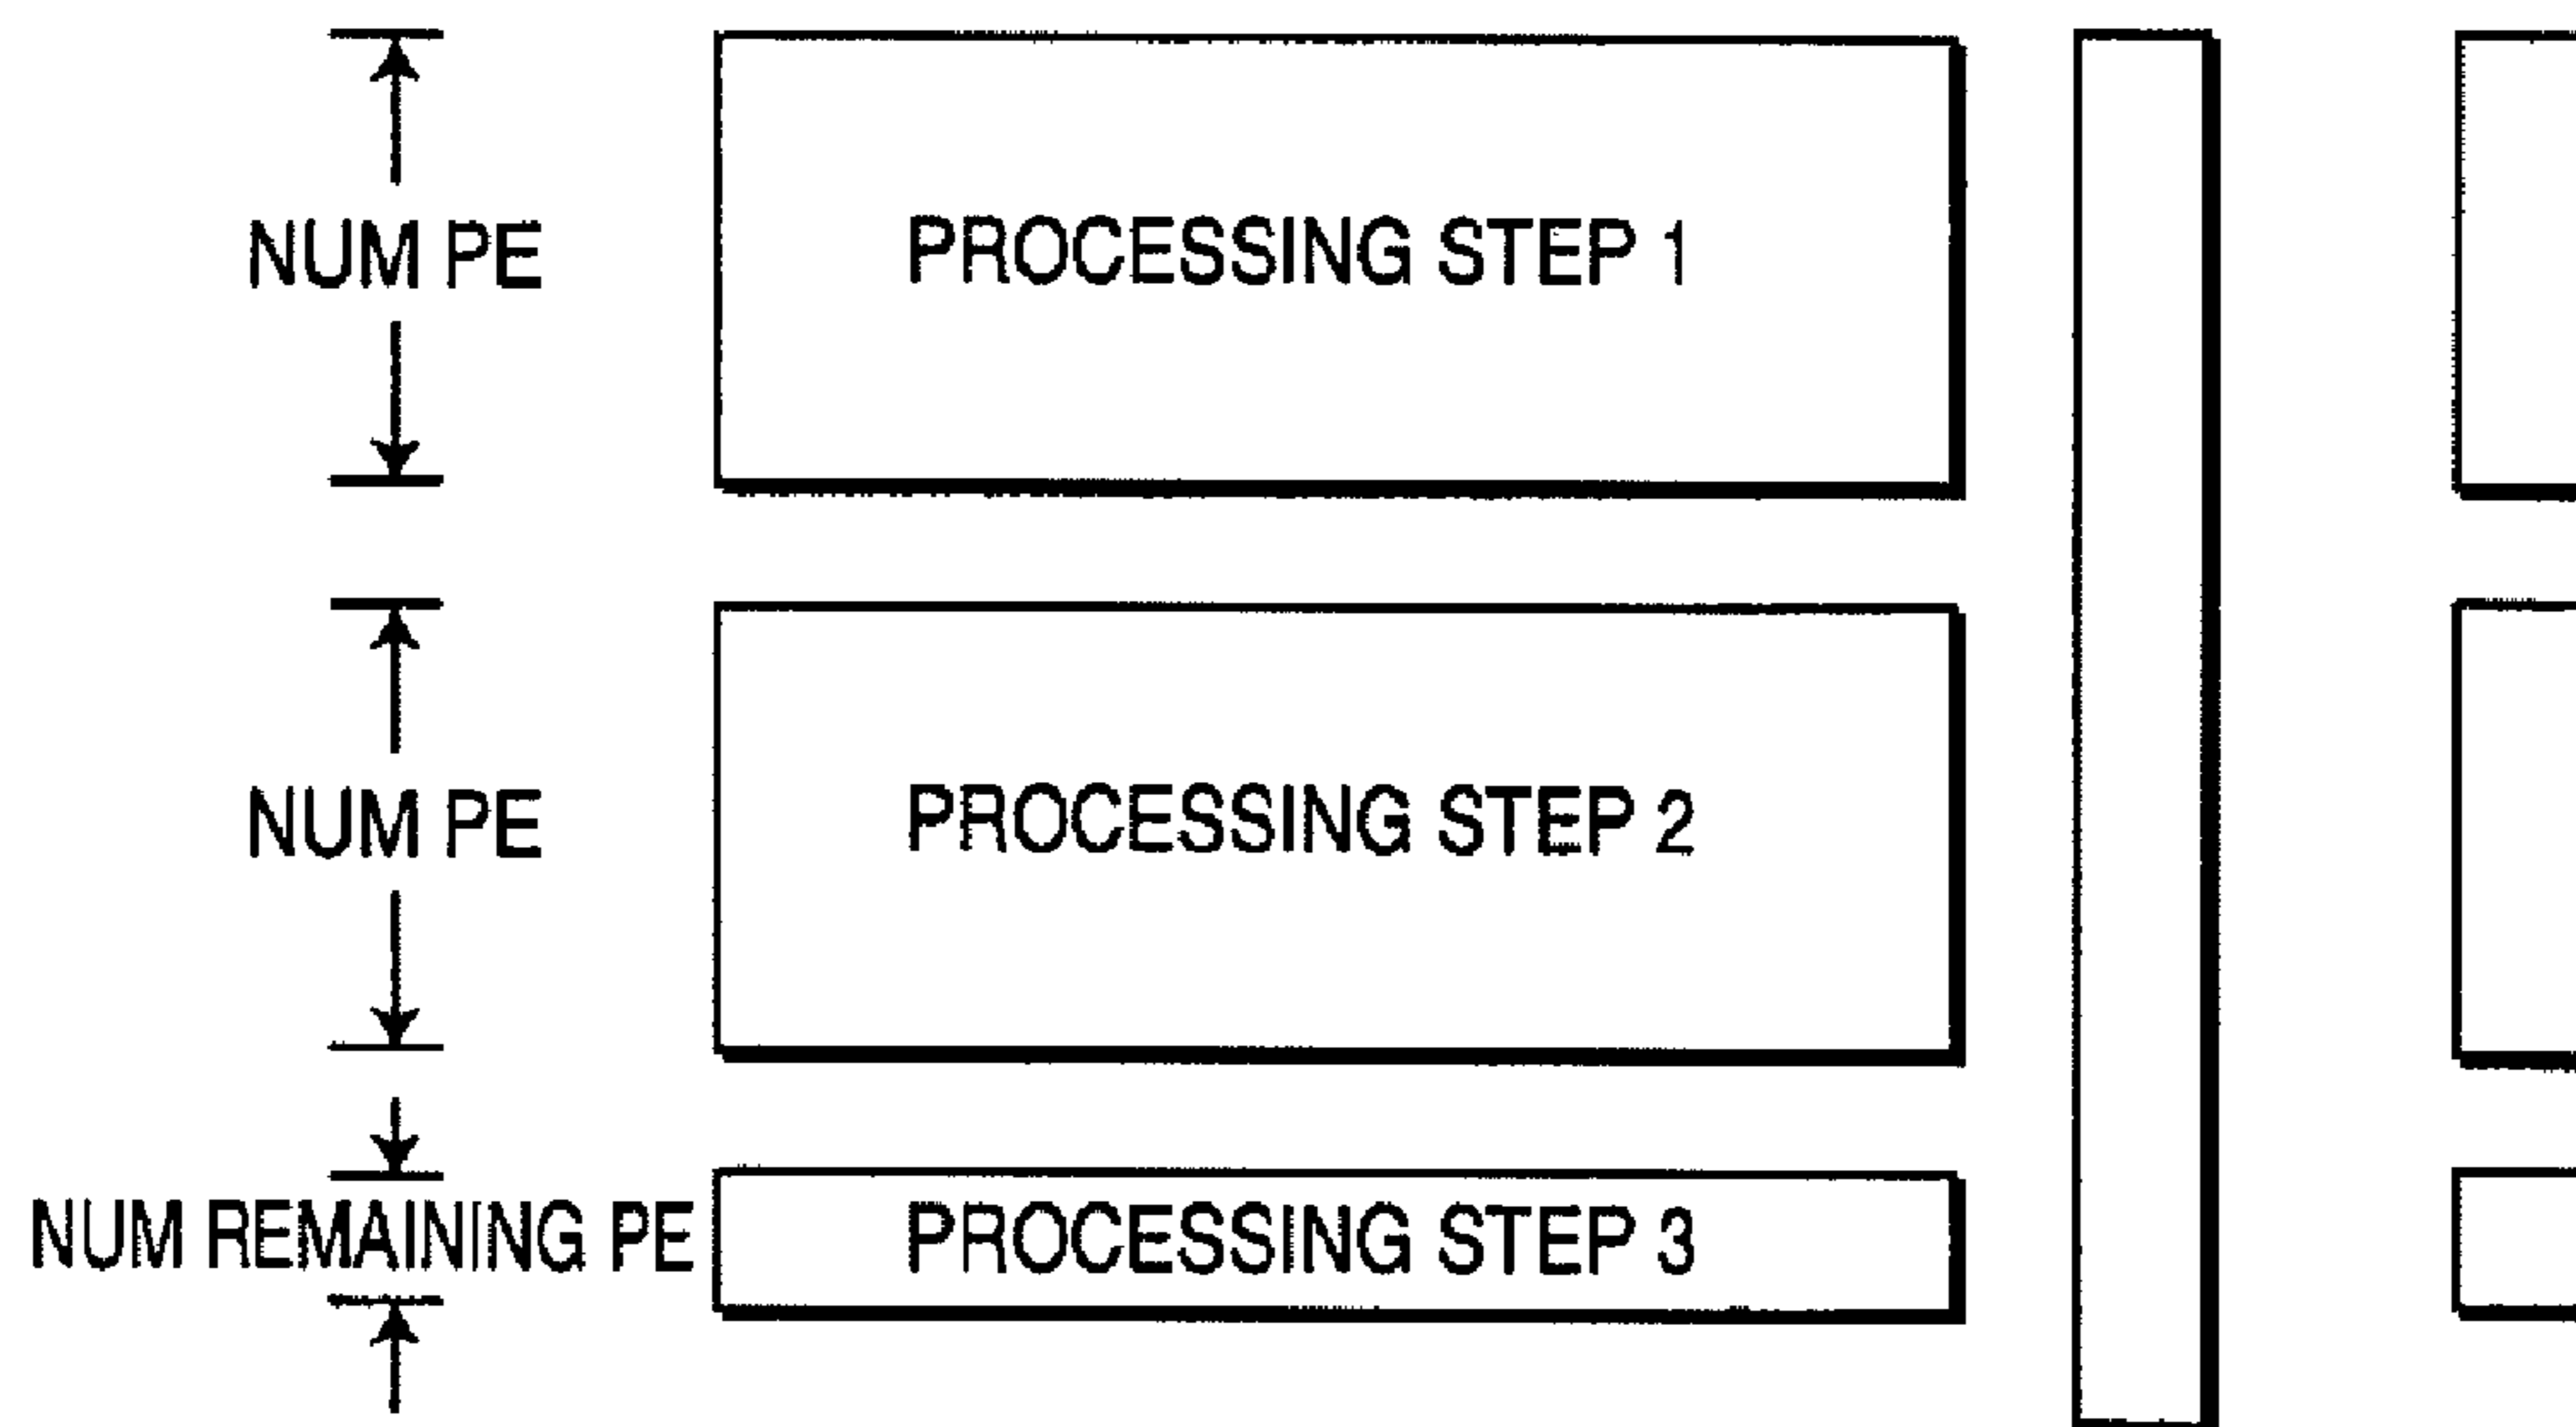 NUM PE
PROCESSING STEP 1
NUM PE
PROCESSING STEP 2
NUM REMAINING PE
PROCESSING STEP 3